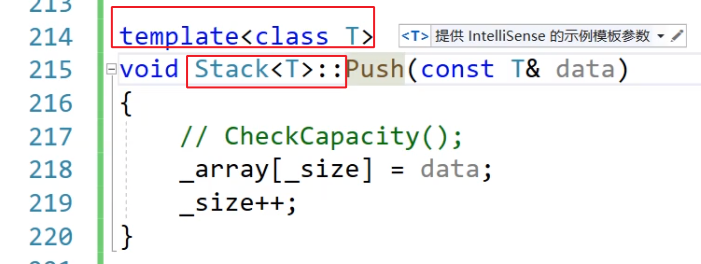 213
214 template<class T> <T> 提供 IntelliSense 的示例模板参数
215 void Stack<T>::Push(const T& data)
216 {
217 // CheckCapacity();
218 _array[_size] = data;
219 _size++;
220 }